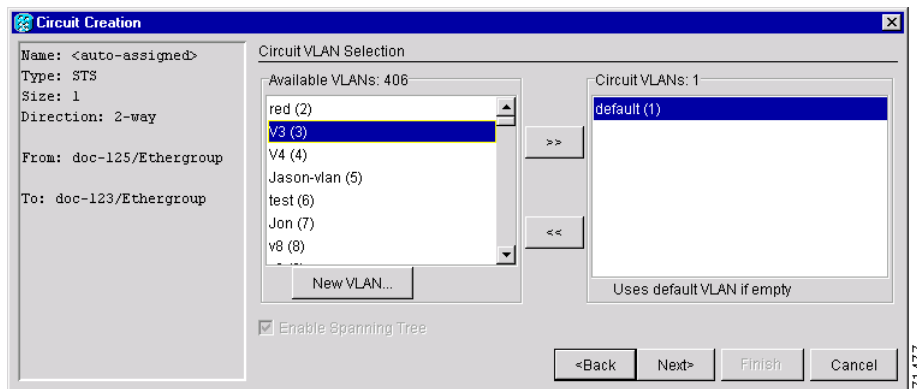 Circuit Creation
Name: <auto-assigned>
Type: STS
Size: 1
Direction: 2-way
From: doc-125/Ethergroup
To: doc-123/Ethergroup
Circuit VLAN Selection
Available VLANs: 406
red (2)
V3 (3)
V4 (4)
Jason-vlan (5)
test (6)
Jon (7)
v8 (8)
New VLAN...
>>
<<
Circuit VLANs: 1
default (1)
Uses default VLAN if empty
Enable Spanning Tree
<Back
Next>
Finish
Cancel